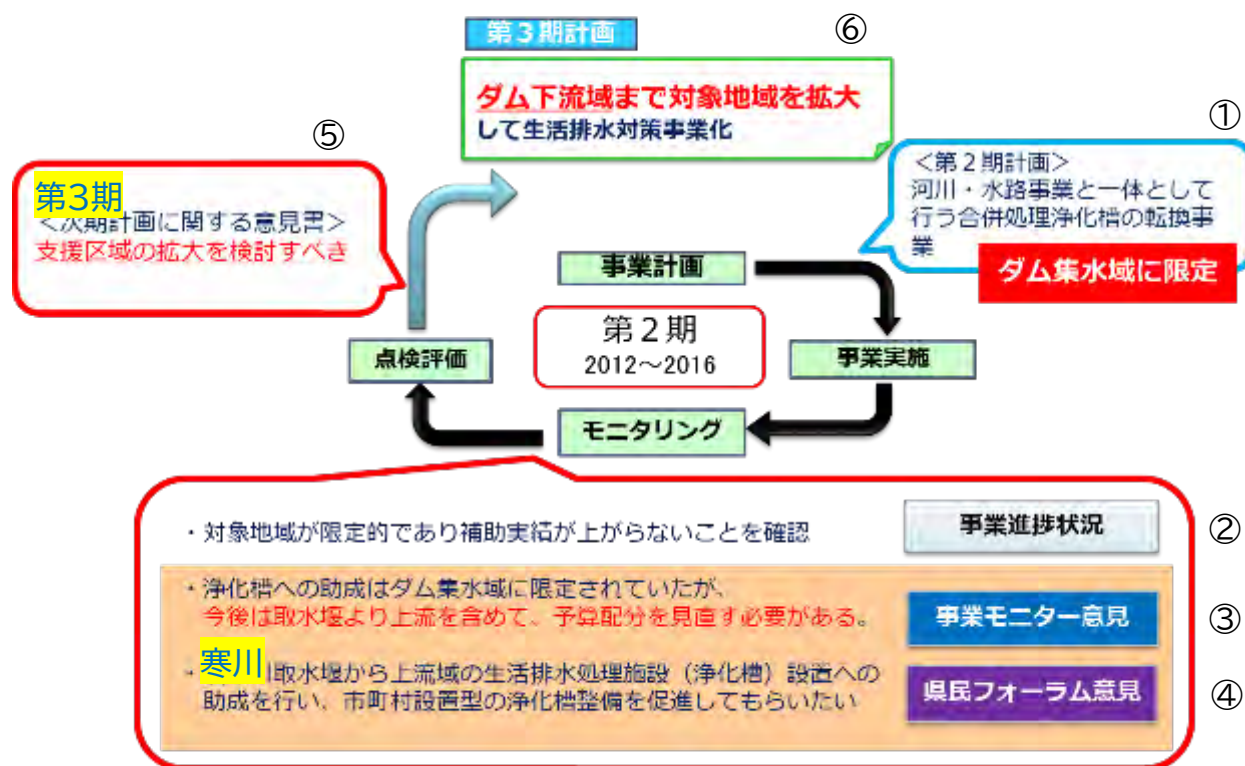 第３期計画
⑥
ダム下流域まで対象地域を拡大
して生活排水対策事業化
⑤
第3期
＜次期計画に関する意見書＞
支援区域の拡大を検討すべき
①
＜第２期計画＞
河川・水路事業と一体として
行う合併処理浄化槽の転換事
業
ダム集水域に限定
事業計画
第２期
2012～2016
点検評価
事業実施
モニタリング
・対象地域が限定的であり補助実績が上がらないことを確認
事業進捗状況
②
・浄化槽への助成はダム集水域に限定されていたが、
今後は取水堰より上流を含めて、予算配分を見直す必要がある。
事業モニター意見
③
・寒川取水堰から上流域の生活排水処理施設（浄化槽）設置への
助成を行い、市町村設置型の浄化槽整備を促進してもらいたい
県民フォーラム意見
④